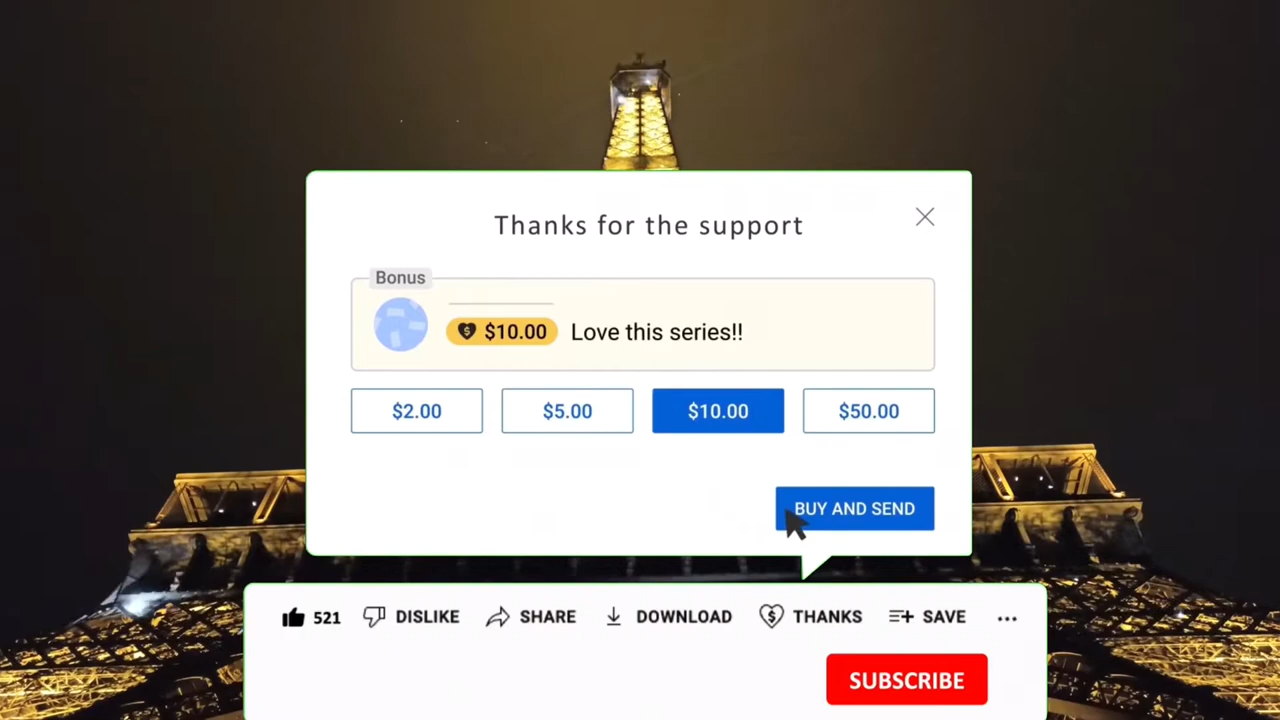 Thanks for the support
Bonus
$10.00 Love this series!!
$2.00 $5.00 $10.00 $50.00
BUY AND SEND
521 DISLIKE SHARE DOWNLOAD THANKS SAVE ...
SUBSCRIBE